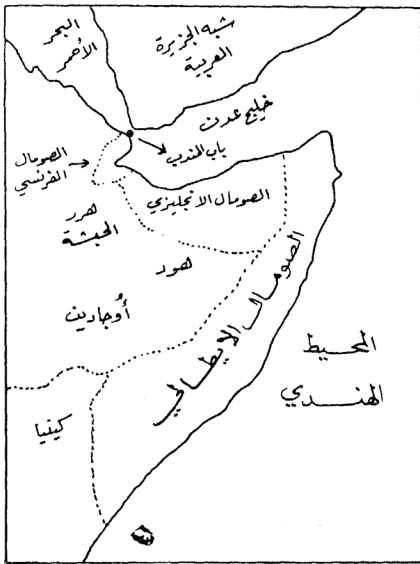 البحر
الأحمر
شبه الجزيرة
العربية
خليج عدن
باب المندب
الصومال
الفرنسي
الصومال الانجليزي
هرر
الحبشة
هود
أوجادين
الصومال الايطالي
المحيط
الهندي
كينيا